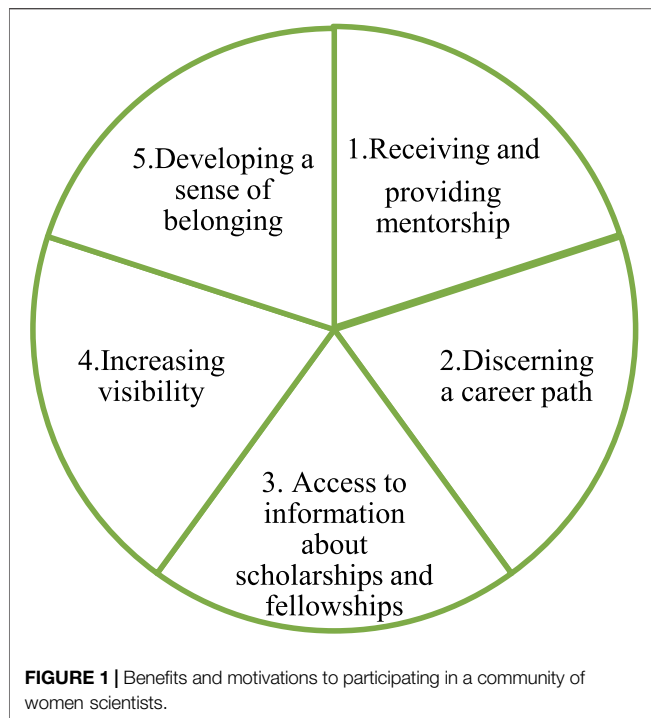 1.Receiving and
providing
mentorship
2.Discerning
a career path
3. Access to
information
about
scholarships and
fellowships
4.Increasing
visibility
5.Developing a
sense of
belonging
FIGURE 1 | Benefits and motivations to participating in a community of
women scientists.